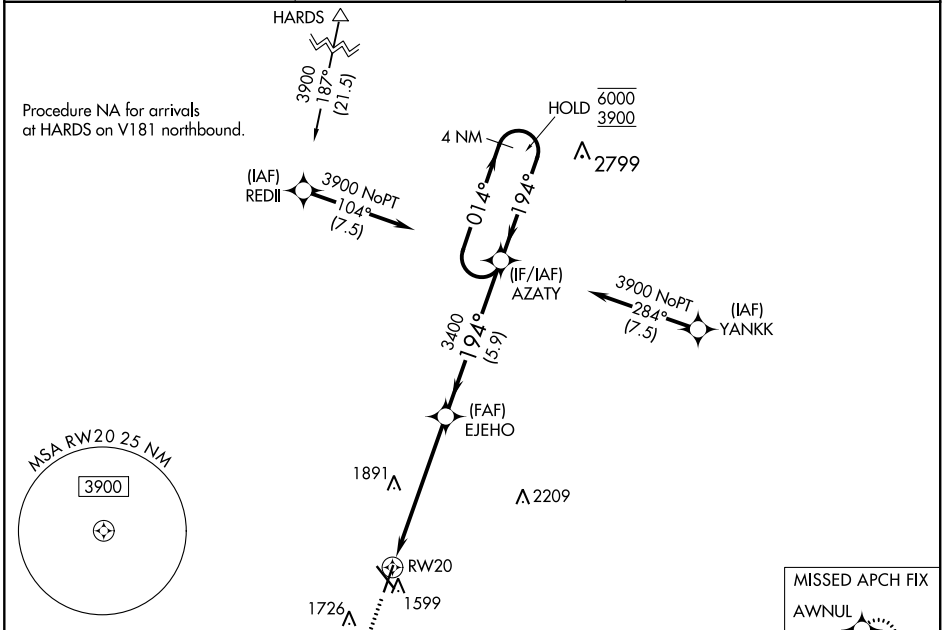 HARDS
3900
187°
(21.5)
Procedure NA for arrivals
at HARDS on V181 northbound.
HOLD
6000
3900
4 NM
2799
(IAF)
REDII
3900 NoPT
104°
(7.5)
014°
194°
(IF/IAF)
AZATY
3900 NoPT
284°
(7.5)
(IAF)
YANKK
3400
194°
(5.9)
(FAF)
EJEHO
MSA RW20 25 NM
3900
1891
2209
RW20
1599
1726
MISSED APCH FIX
AWNUL